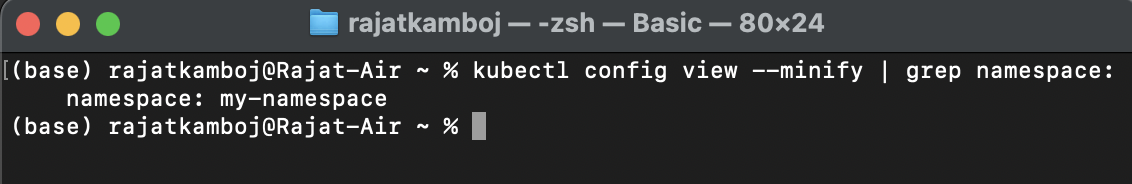 rajatkamboj — -zsh — Basic — 80×24
[(base) rajatkamboj@Rajat-Air ~ % kubectl config view --minify | grep namespace:
    namespace: my-namespace
(base) rajatkamboj@Rajat-Air ~ %